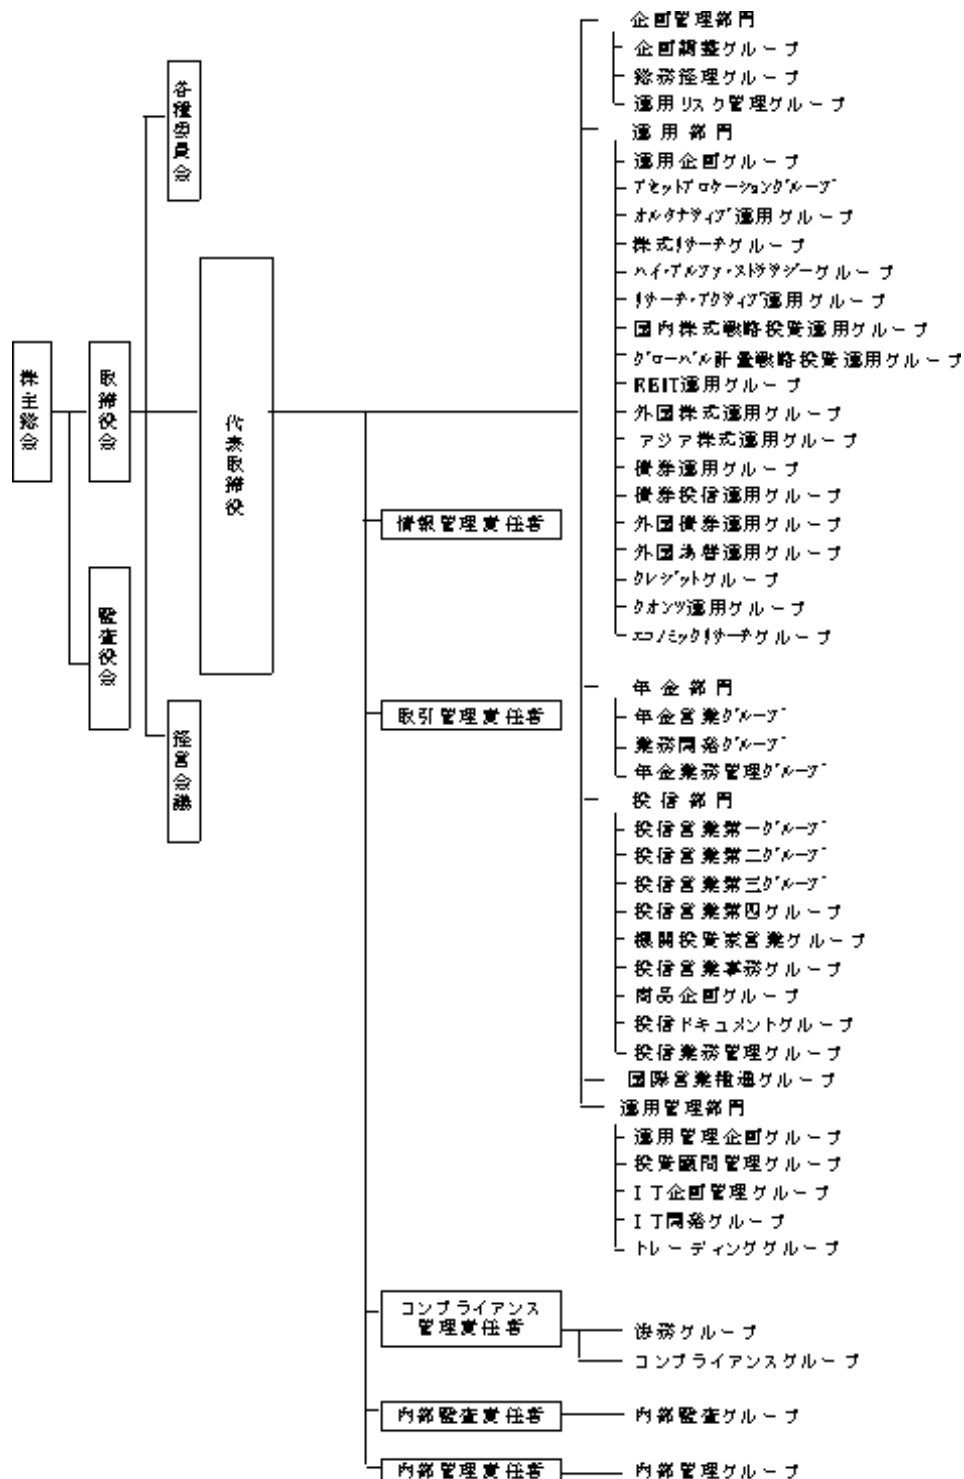 株主総会
取締役会
監査役会
各種委員会
経営会議
代表取締役
情報管理責任者
取引管理責任者
コンプライアンス
管理責任者
内部監査責任者
内部管理責任者
企画管理部門
企画調整グループ
総務経理グループ
運用リスク管理グループ
運用部門
運用企画グループ
ｱｾｯﾄｱﾛｹｰｼｮﾝｸﾞﾙｰﾌﾟ
ｵﾙﾀﾅﾃｨﾌﾞ運用グループ
株式ﾘｻｰﾁグループ
ﾊｲ･ｱﾙﾌｧ･ｽﾄﾗﾃｼﾞｰグループ
ﾘｻｰﾁ･ｱｸﾃｨﾌﾞ運用グループ
国内株式戦略投資運用グループ
ｸﾞﾛｰﾊﾞﾙ計量戦略投資運用グループ
REIT運用グループ
外国株式運用グループ
アジア株式運用グループ
債券運用グループ
債券投信運用グループ
外国債券運用グループ
外国為替運用グループ
ｸﾚｼﾞｯﾄグループ
ｸオンツ運用グループ
ｴｺﾉﾐｯｸﾘｻｰﾁグループ
年金部門
年金営業ｸﾞﾙｰﾌﾟ
業務開発ｸﾞﾙｰﾌﾟ
年金業務管理ｸﾞﾙｰﾌﾟ
投信部門
投信営業第一ｸﾞﾙｰﾌﾟ
投信営業第二ｸﾞﾙｰﾌﾟ
投信営業第三ｸﾞﾙｰﾌﾟ
投信営業第四グループ
機関投資家営業グループ
投信営業事務グループ
商品企画グループ
投信ドキュメントグループ
投信業務管理グループ
国際営業推進グループ
運用管理部門
運用管理企画グループ
投資顧問管理グループ
ＩＴ企画管理グループ
ＩＴ開発グループ
トレーディンググループ
法務グループ
コンプライアンスグループ
内部監査グループ
内部管理グループ